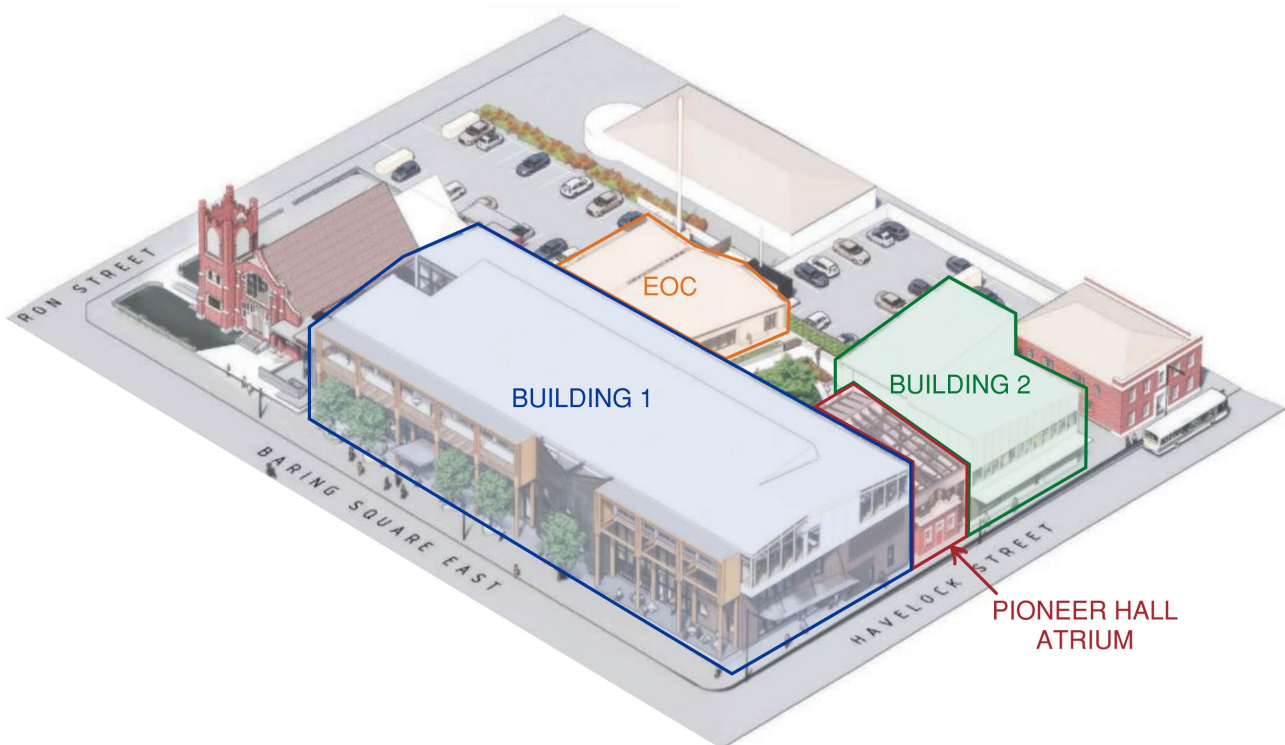 RON STREET
EOC
BUILDING 1
BUILDING 2
BARING SQUARE EAST
HAVELOCK STREET
PIONEER HALL
ATRIUM